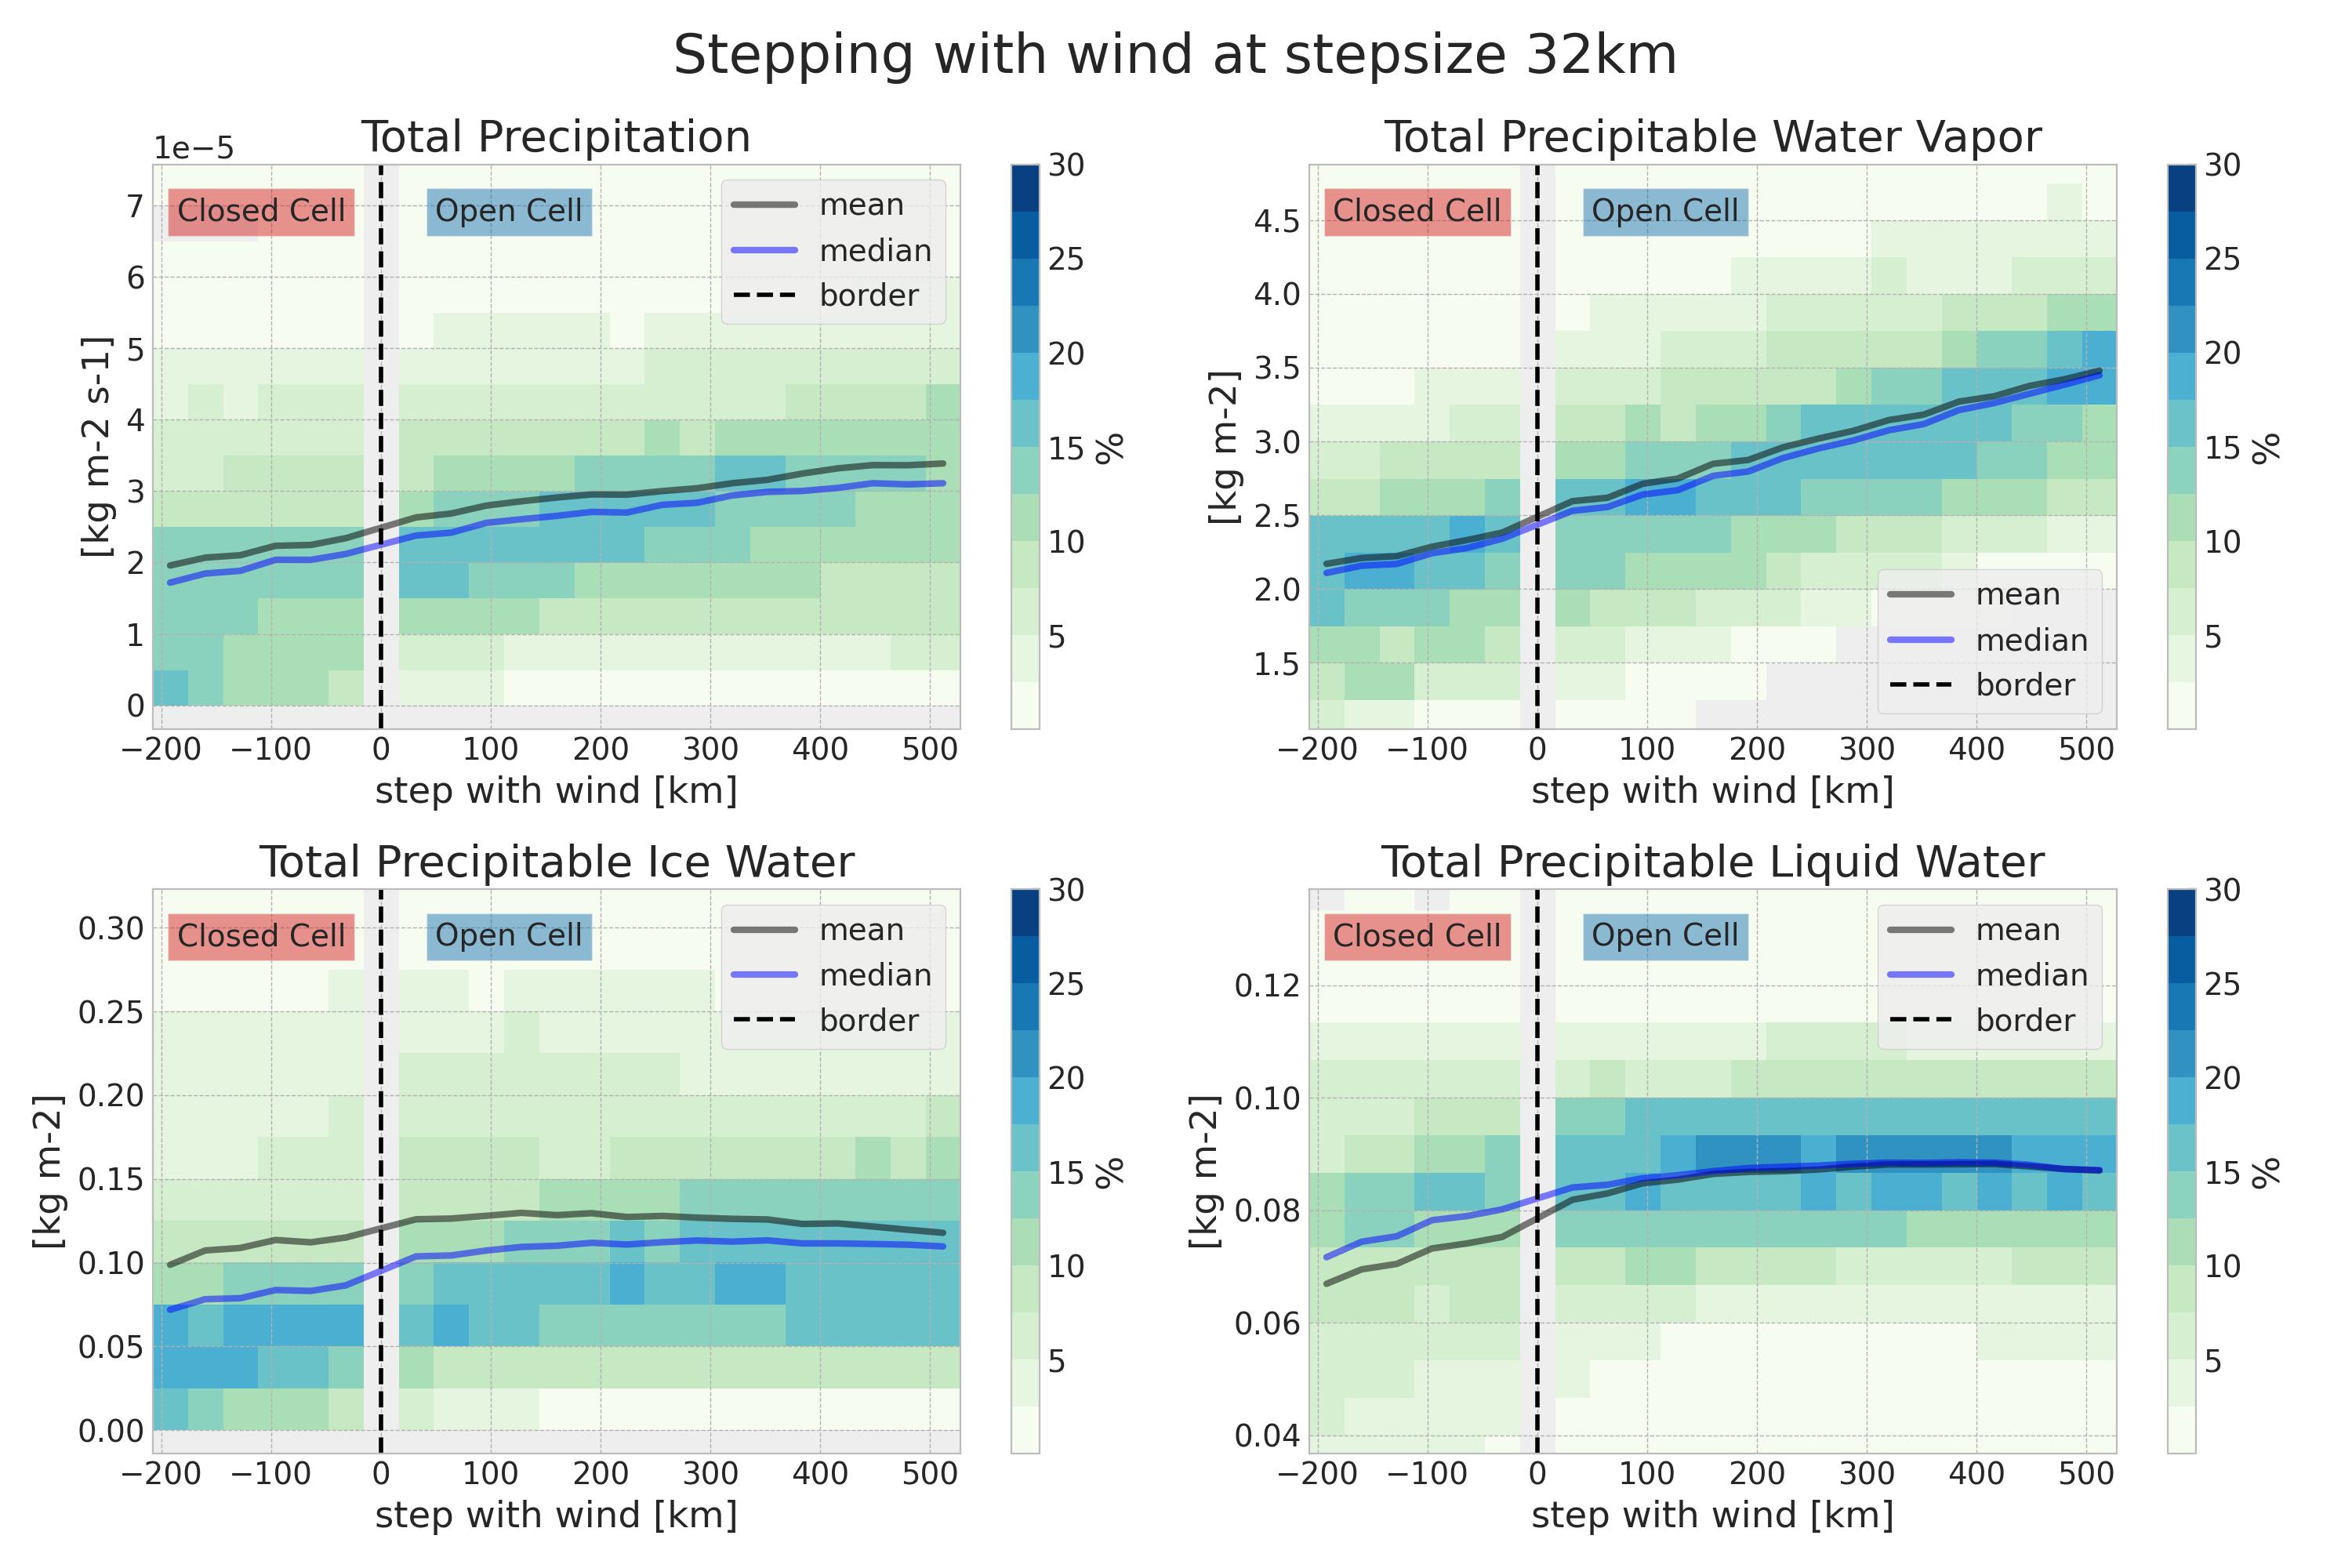 Stepping with wind at stepsize 32km
Total Precipitation
1e−5
Closed Cell
Open Cell
mean
median
border
7
6
5
4
3
2
1
0
[kg m-2 s-1]
−200 −100 0 100 200 300 400 500
step with wind [km]
30
25
20
15
10
5
%
Total Precipitable Water Vapor
Closed Cell
Open Cell
4.5
4.0
3.5
3.0
2.5
2.0
1.5
[kg m-2]
mean
median
border
−200 −100 0 100 200 300 400 500
step with wind [km]
30
25
20
15
10
5
%
Total Precipitable Ice Water
Closed Cell
Open Cell
mean
median
border
0.30
0.25
0.20
0.15
0.10
0.05
0.00
[kg m-2]
−200 −100 0 100 200 300 400 500
step with wind [km]
30
25
20
15
10
5
%
Total Precipitable Liquid Water
Closed Cell
Open Cell
mean
median
border
0.12
0.10
0.08
0.06
0.04
[kg m-2]
−200 −100 0 100 200 300 400 500
step with wind [km]
30
25
20
15
10
5
%